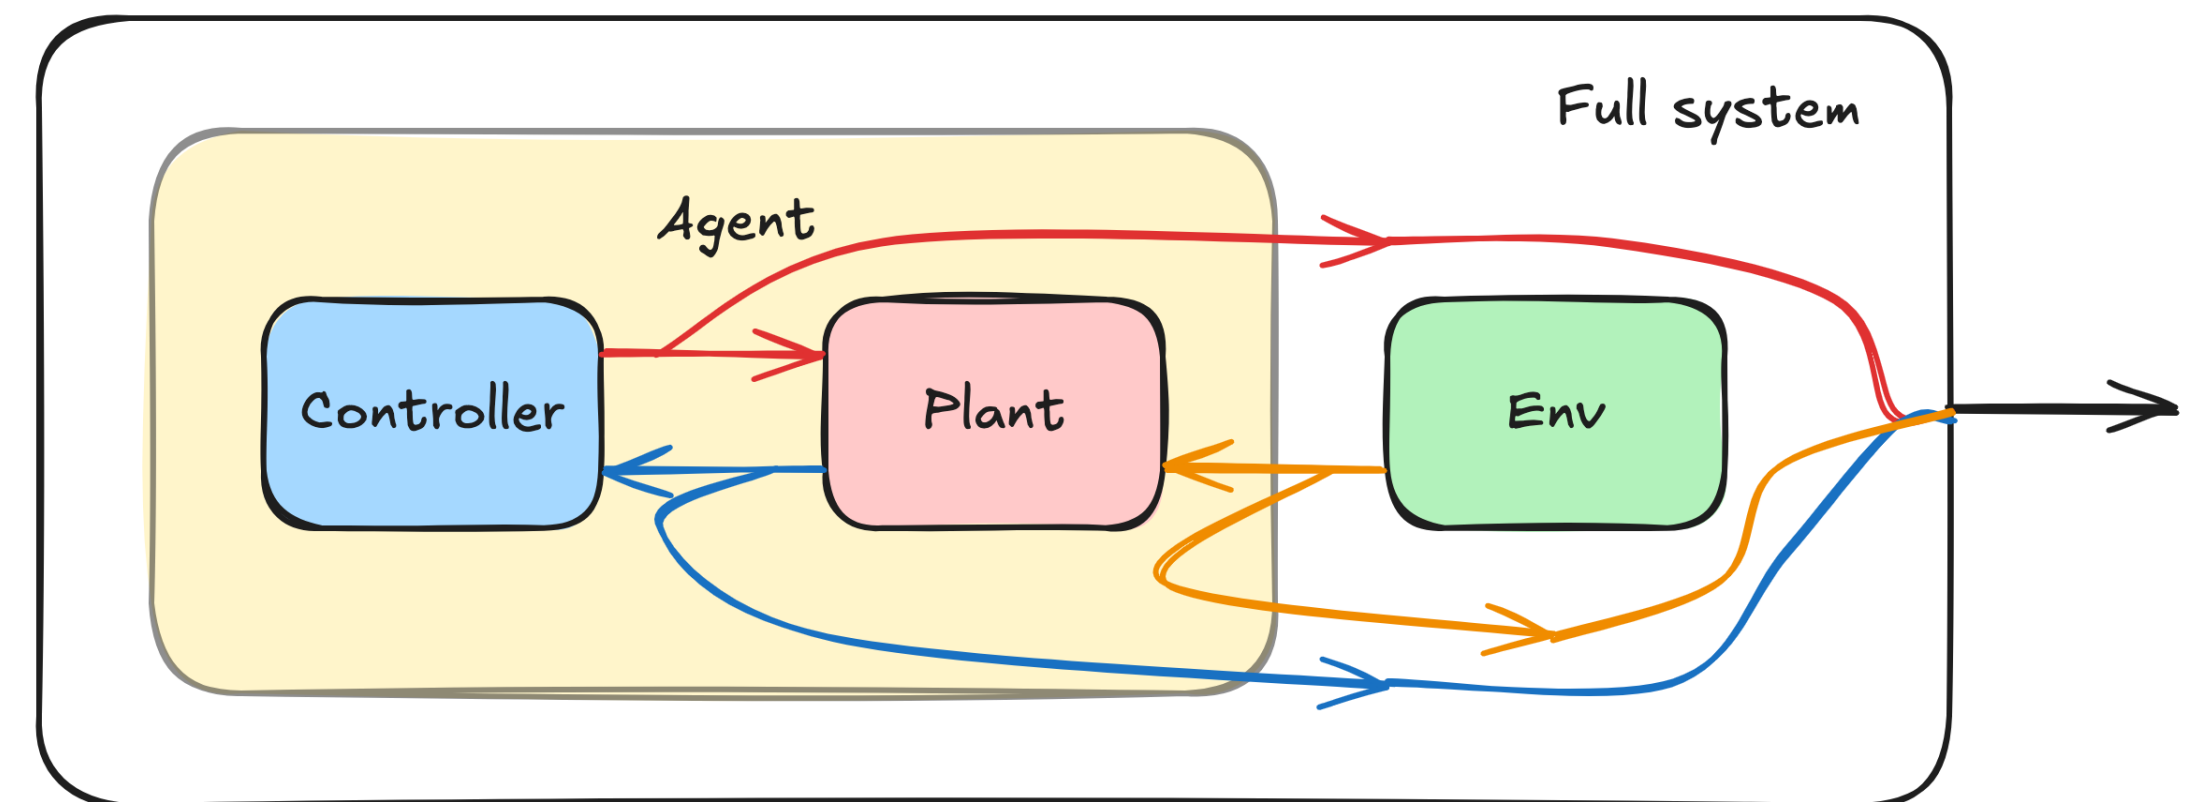 Full system
Agent
Controller
Plant
Env